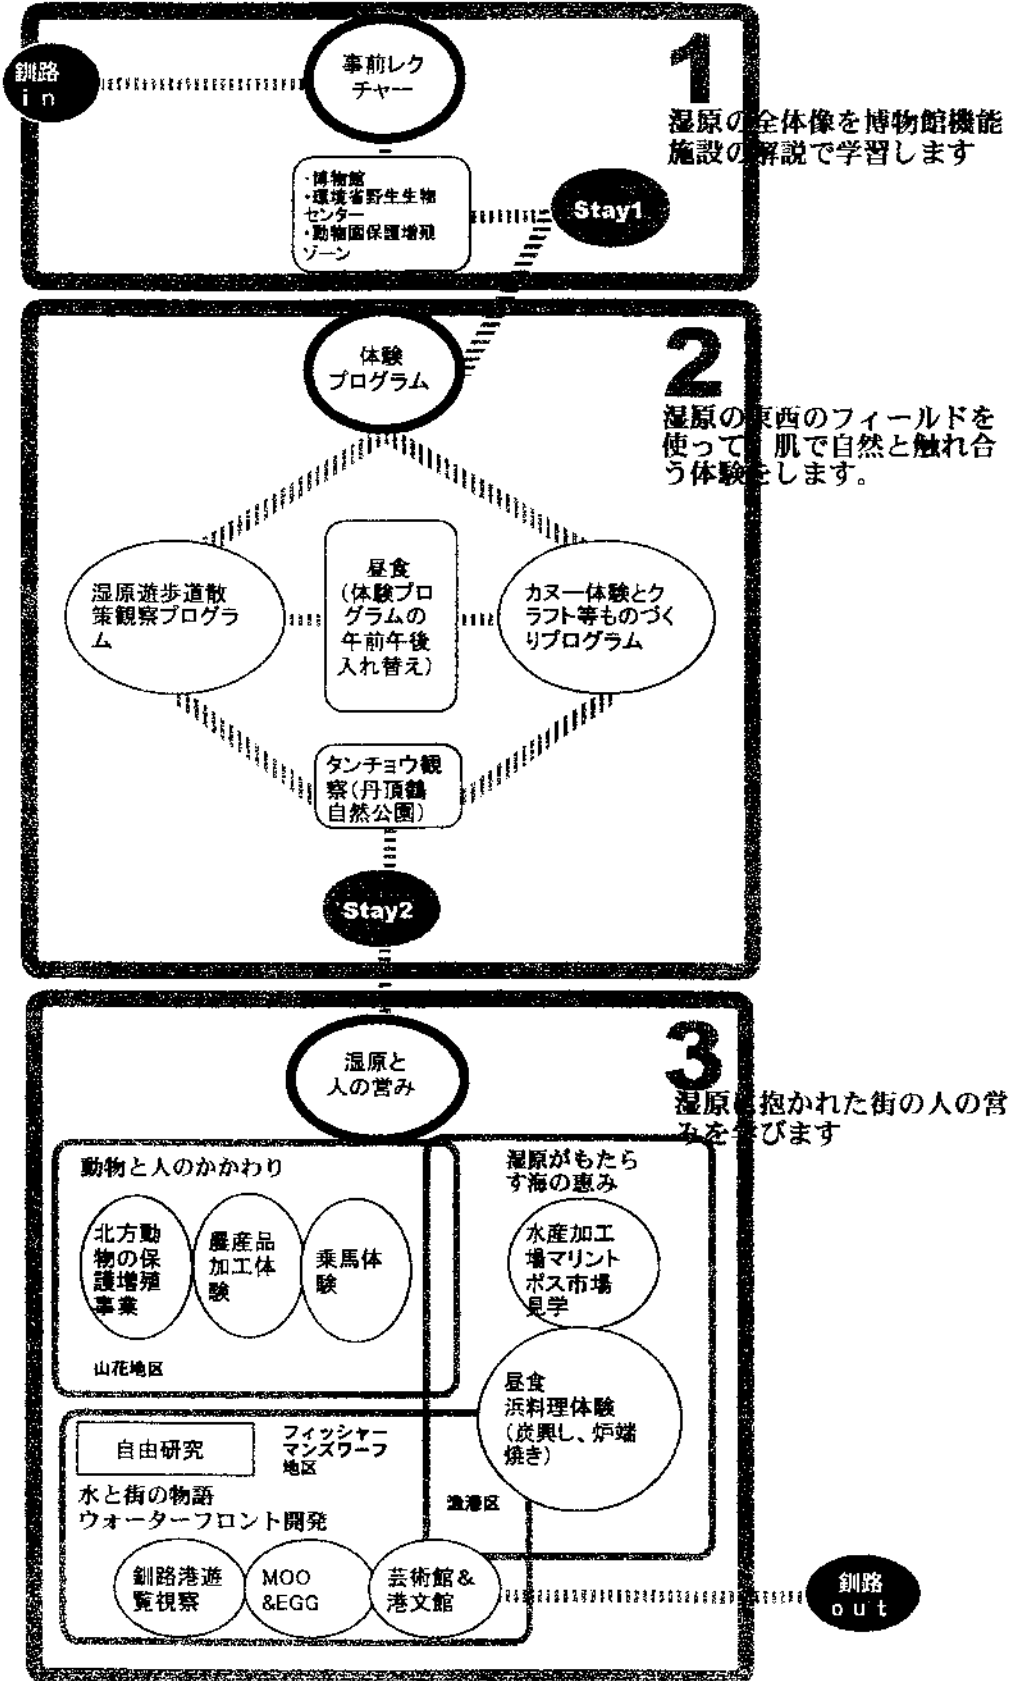 釧路
in
事前レク
チャー
1
湿原の全体像を博物館機能
施設の解説で学習します
・博物館
・環境省野生生物
センター
・動物園保護増殖
ゾーン
Stay1
体験
プログラム
2
湿原の東西のフィールドを
使って、肌で自然と触れ合
う体験をします。
湿原遊歩道散
策観察プログラ
ム
昼食
(体験プロ
グラムの
午前午後
入れ替え)
カヌー体験とク
ラフト等ものづく
りプログラム
タンチョウ観
察(丹頂鶴
自然公園)
Stay2
湿原と
人の営み
3
湿原に抱かれた街の人の営
みを学びます
動物と人のかかわり
北方動
物の保
護増殖
事業
農産品
加工体
験
乗馬体
験
山花地区
湿原がもたら
す海の恵み
水産加工
場マリント
ポス市場
見学
昼食
浜料理体験
(炭興し、炉端
焼き)
漁港区
自由研究
フィッシャー
マンズワーフ
地区
水と街の物語
ウォーターフロント開発
釧路港遊
覧視察
MOO
&EGG
芸術館&
港文館
釧路
out